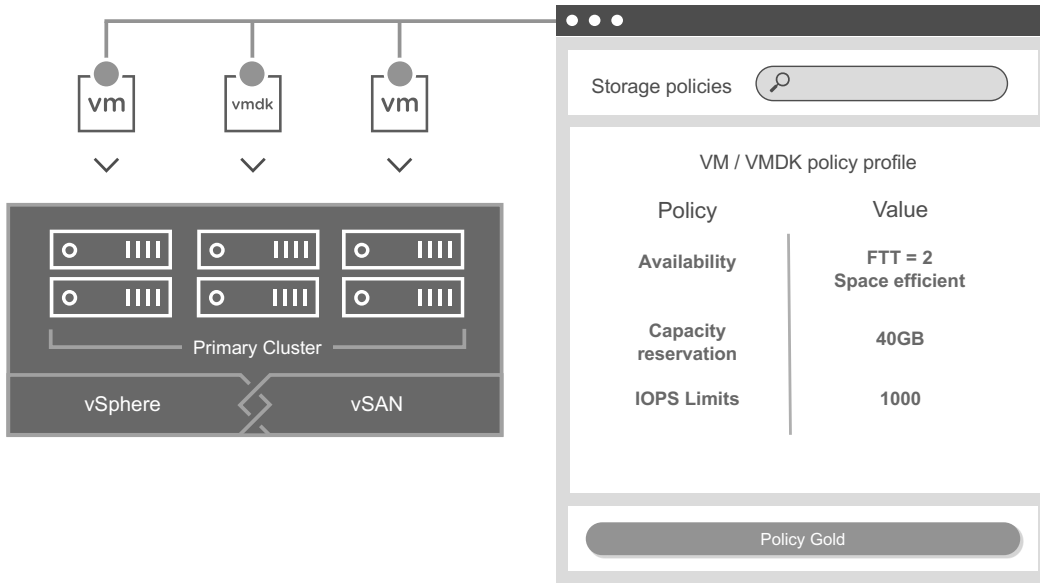 vm
vmdk
vm
Primary Cluster
vSphere
vSAN
Storage policies
VM / VMDK policy profile
Policy Value
Availability FTT = 2
Space efficient
Capacity
reservation 40GB
IOPS Limits 1000
Policy Gold